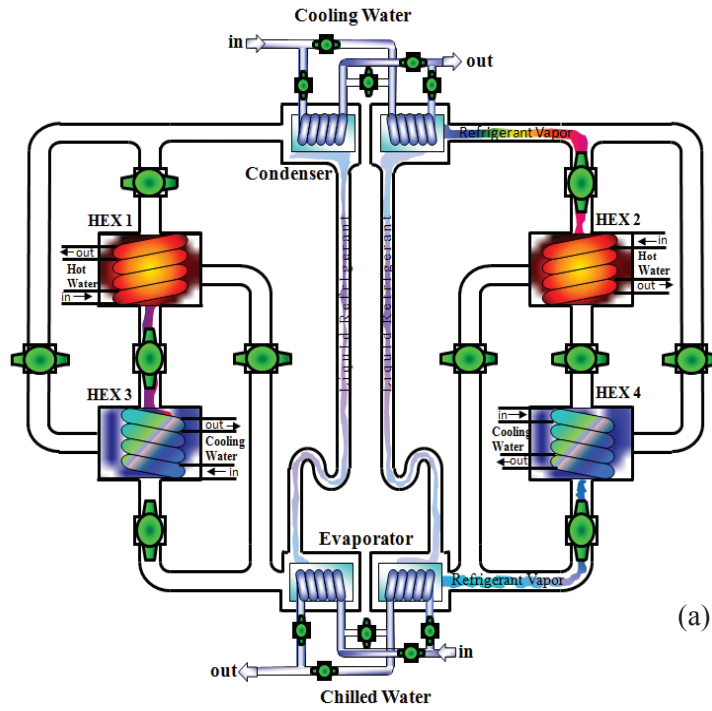 Cooling Water
in
out
Refrigerant Vapor
Condenser
HEX 1
HEX 2
out
Hot
Water
in
in
Hot
Water
out
Liquid Refrigerant
Liquid Refrigerant
HEX 3
HEX 4
out
Cooling
Water
in
in
Cooling
Water
out
Evaporator
Refrigerant Vapor
(a)
in
out
Chilled Water